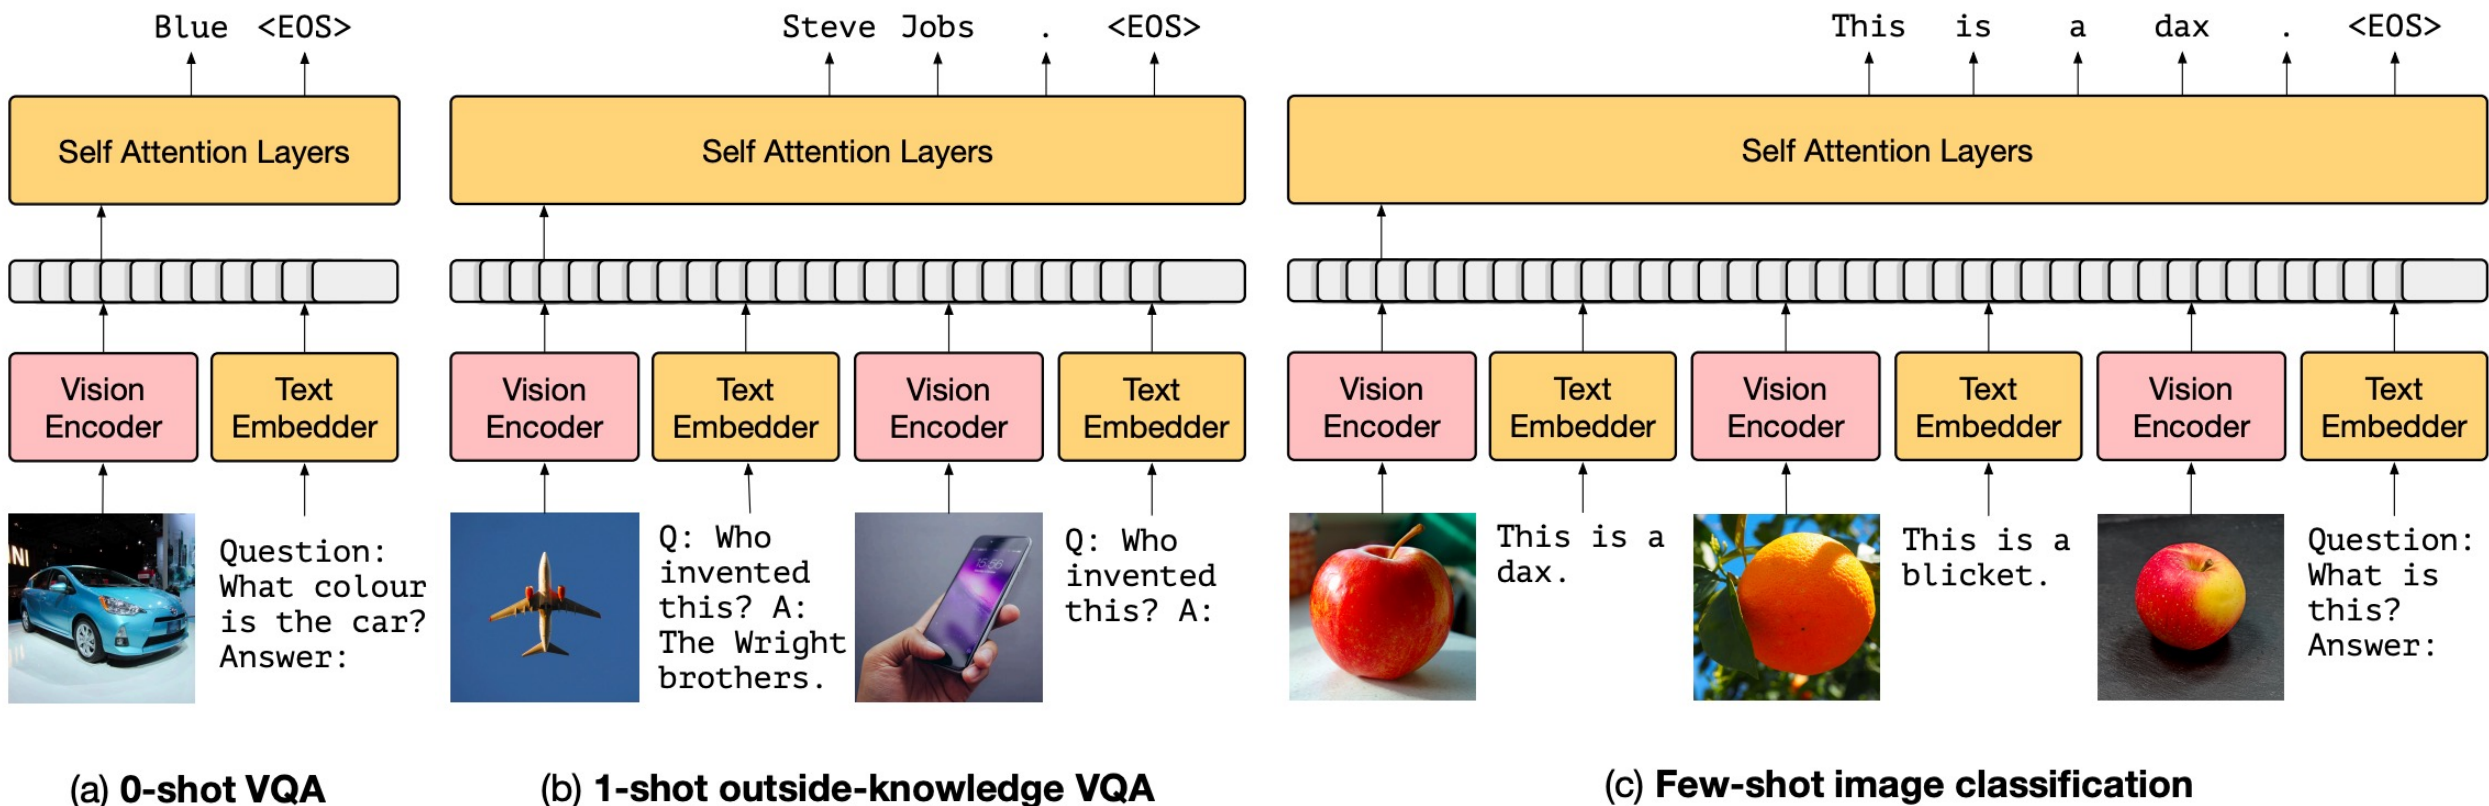 Blue <EOS>
Self Attention Layers
Vision
Encoder
Text
Embedder
NI
Question:
What colour
is the car?
Answer:
(a) 0-shot VQA
Steve Jobs . <EOS>
Self Attention Layers
Vision
Encoder
Text
Embedder
Vision
Encoder
Text
Embedder
Q: Who
invented
this? A:
The Wright
brothers.
15:56
Q: Who
invented
this? A:
(b) 1-shot outside-knowledge VQA
This is a dax . <EOS>
Self Attention Layers
Vision
Encoder
Text
Embedder
Vision
Encoder
Text
Embedder
Vision
Encoder
Text
Embedder
This is a
dax.
This is a
blicket.
Question:
What is
this?
Answer:
(c) Few-shot image classification